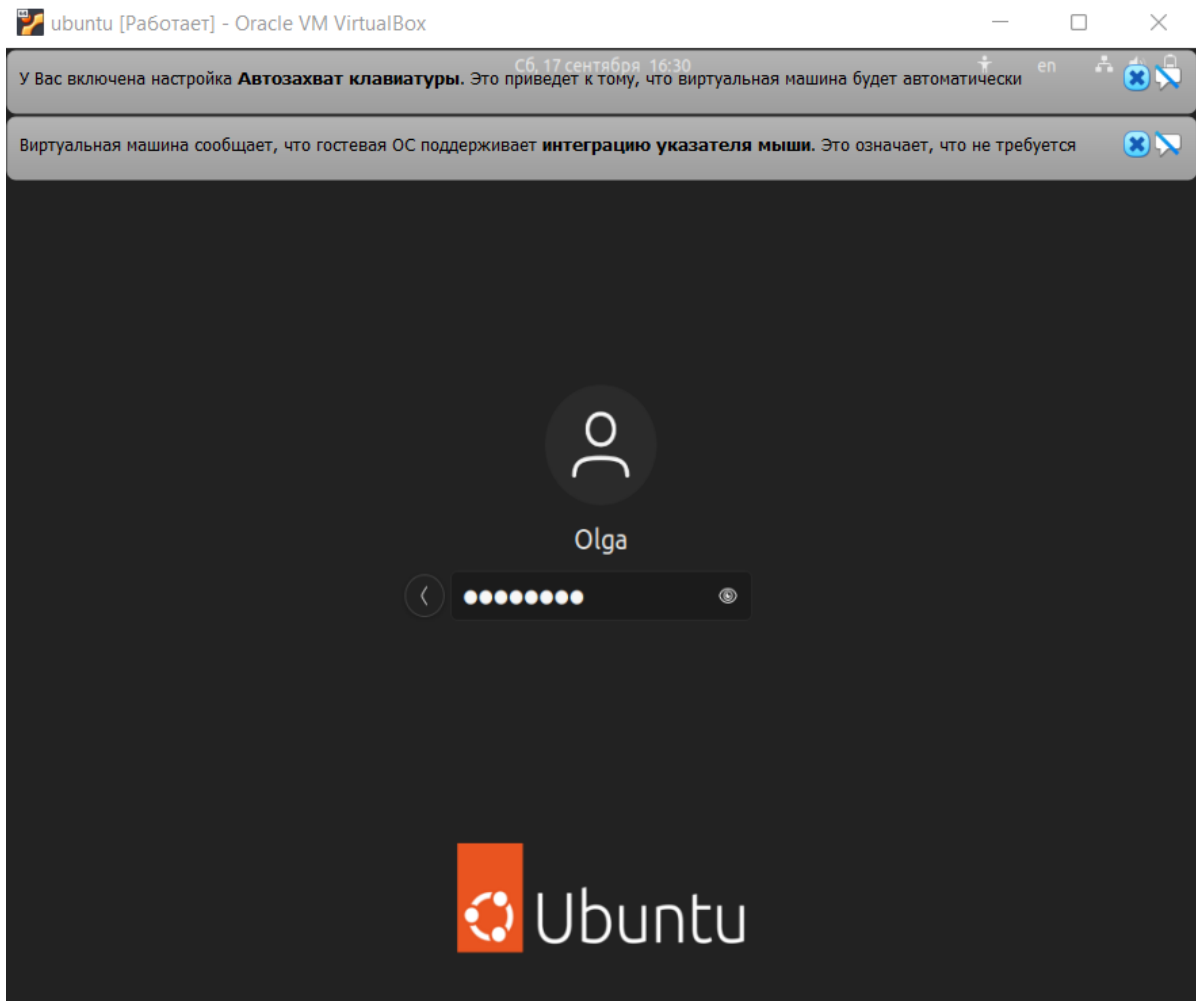 ubuntu [Работает] - Oracle VM VirtualBox
Сб, 17 сентября 16:30
en
У Вас включена настройка Автозахват клавиатуры. Это приведет к тому, что виртуальная машина будет автоматически
Виртуальная машина сообщает, что гостевая ОС поддерживает интеграцию указателя мыши. Это означает, что не требуется
Olga
Ubuntu